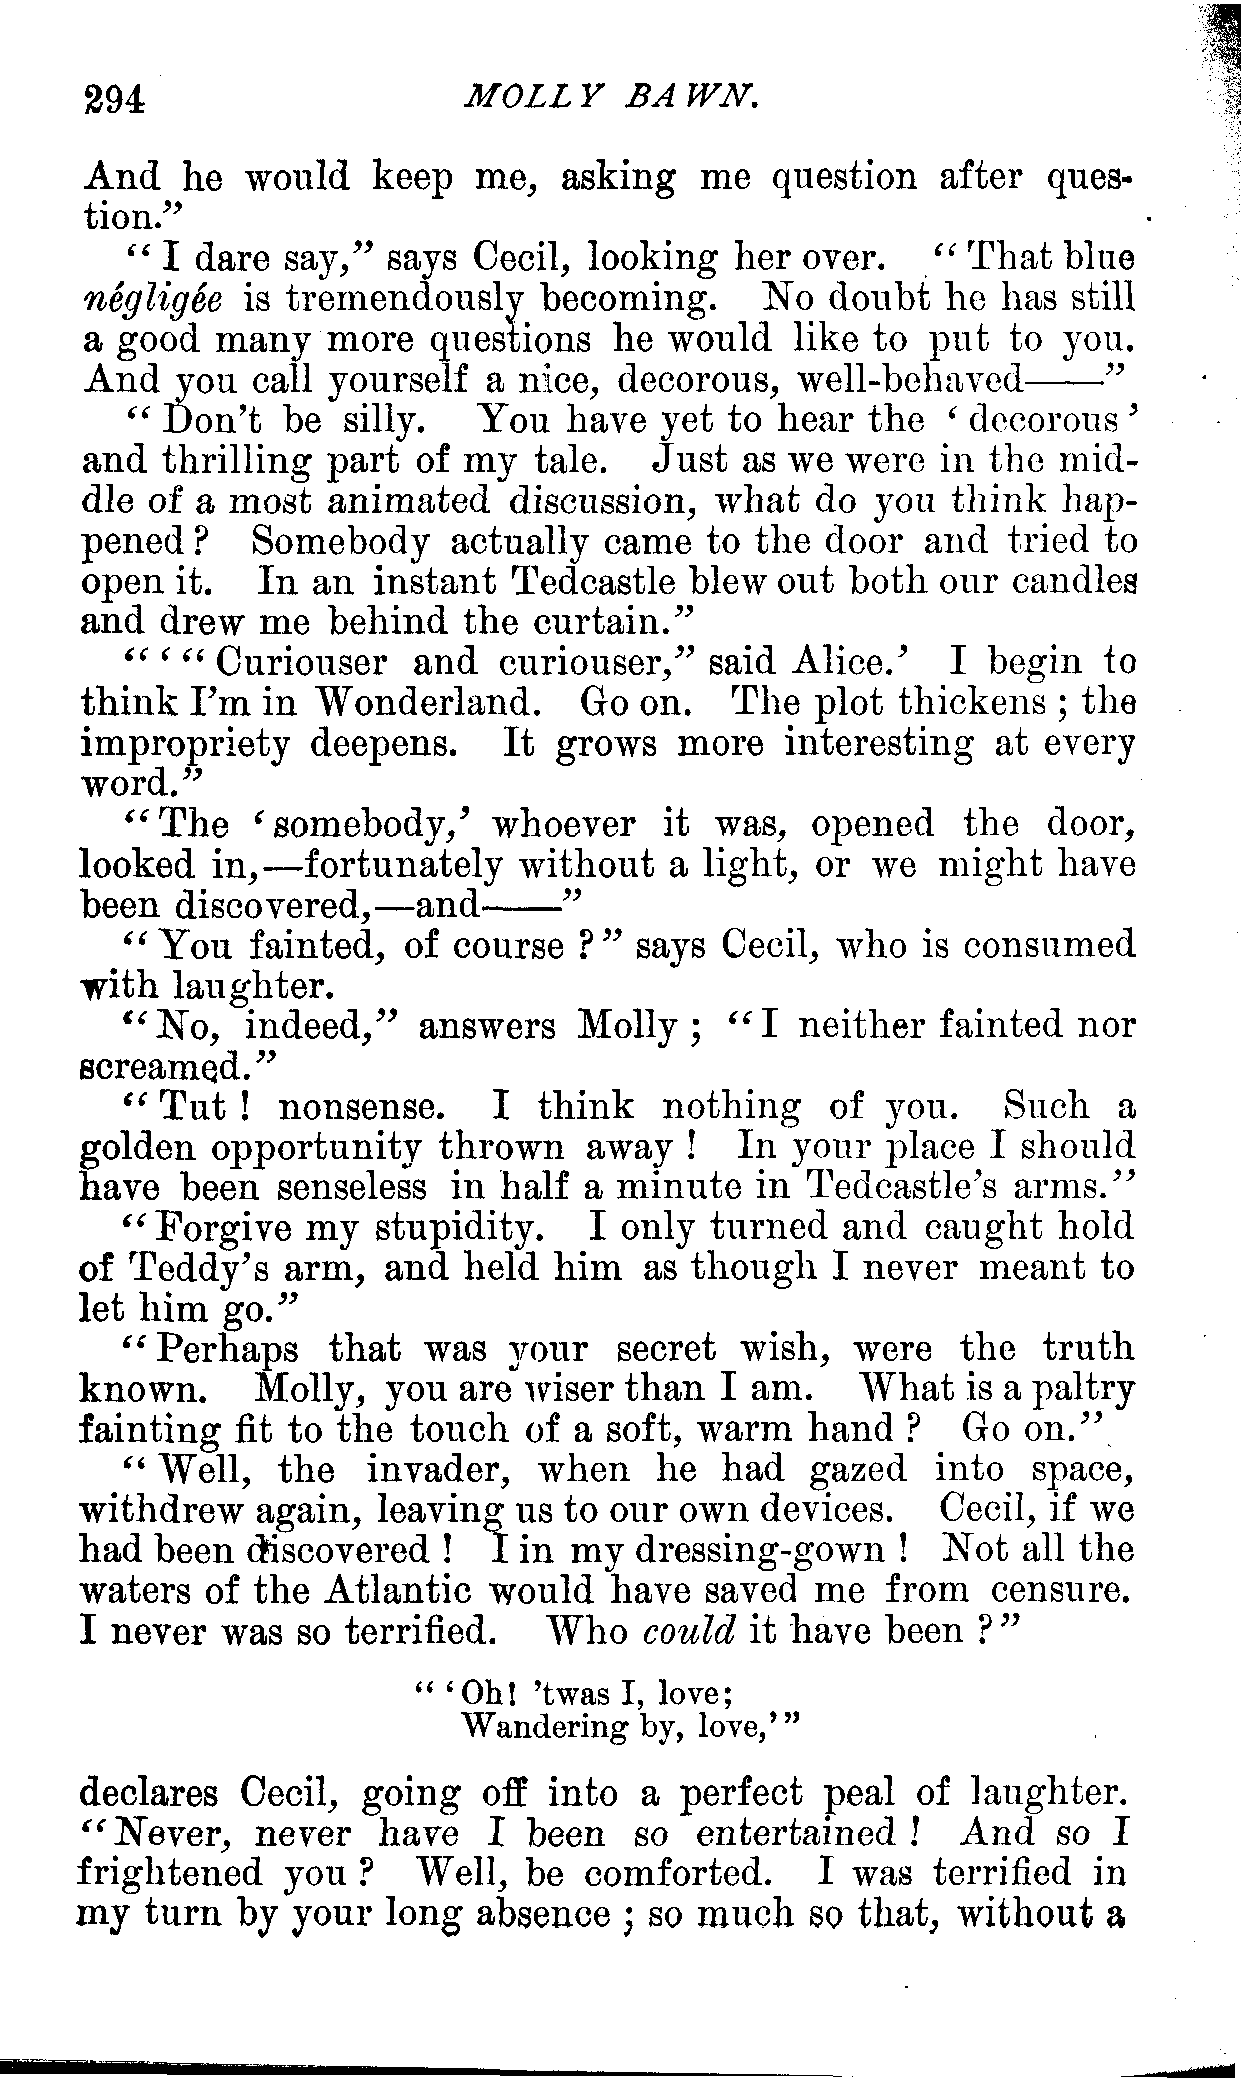 294 MOLLY BAWN.
And he would keep me, asking me question after ques-
tion."
"I dare say," says Cecil, looking her over. "That blue
négligée is tremendously becoming. No doubt he has still
a good many more questions he would like to put to you.
And you call yourself a nice, decorous, well-behaved——"
"Don't be silly. You have yet to hear the 'decorous'
and thrilling part of my tale. Just as we were in the mid-
dle of a most animated discussion, what do you think hap-
pened? Somebody actually came to the door and tried to
open it. In an instant Tedcastle blew out both our candles
and drew me behind the curtain."
"'"Curiouser and curiouser," said Alice.' I begin to
think I'm in Wonderland. Go on. The plot thickens; the
impropriety deepens. It grows more interesting at every
word."
"The 'somebody,' whoever it was, opened the door,
looked in,—fortunately without a light, or we might have
been discovered,—and——"
"You fainted, of course?" says Cecil, who is consumed
with laughter.
"No, indeed," answers Molly; "I neither fainted nor
screamed."
"Tut! nonsense. I think nothing of you. Such a
golden opportunity thrown away! In your place I should
have been senseless in half a minute in Tedcastle's arms."
"Forgive my stupidity. I only turned and caught hold
of Teddy's arm, and held him as though I never meant to
let him go."
"Perhaps that was your secret wish, were the truth
known. Molly, you are wiser than I am. What is a paltry
fainting fit to the touch of a soft, warm hand? Go on."
"Well, the invader, when he had gazed into space,
withdrew again, leaving us to our own devices. Cecil, if we
had been discovered! I in my dressing-gown! Not all the
waters of the Atlantic would have saved me from censure.
I never was so terrified. Who could it have been?"
"'Oh! 'twas I, love;
Wandering by, love,'"
declares Cecil, going off into a perfect peal of laughter.
"Never, never have I been so entertained! And so I
frightened you? Well, be comforted. I was terrified in
my turn by your long absence; so much so that, without a